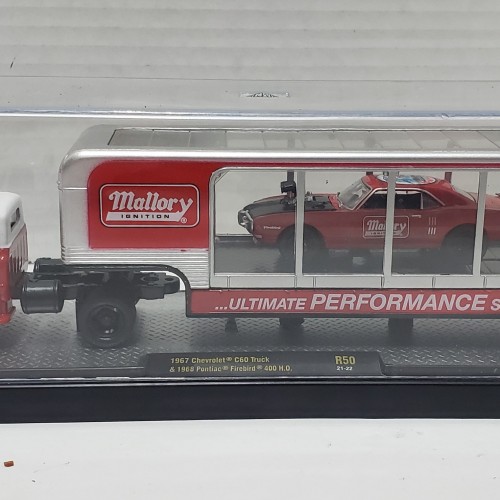 Mallory
IGNITION
Mallory
...ULTIMATE PERFORMANCE S
1967 Chevrolet® C60 Truck
& 1968 Pontiac® Firebird® 400 H.O.
R50
21-22